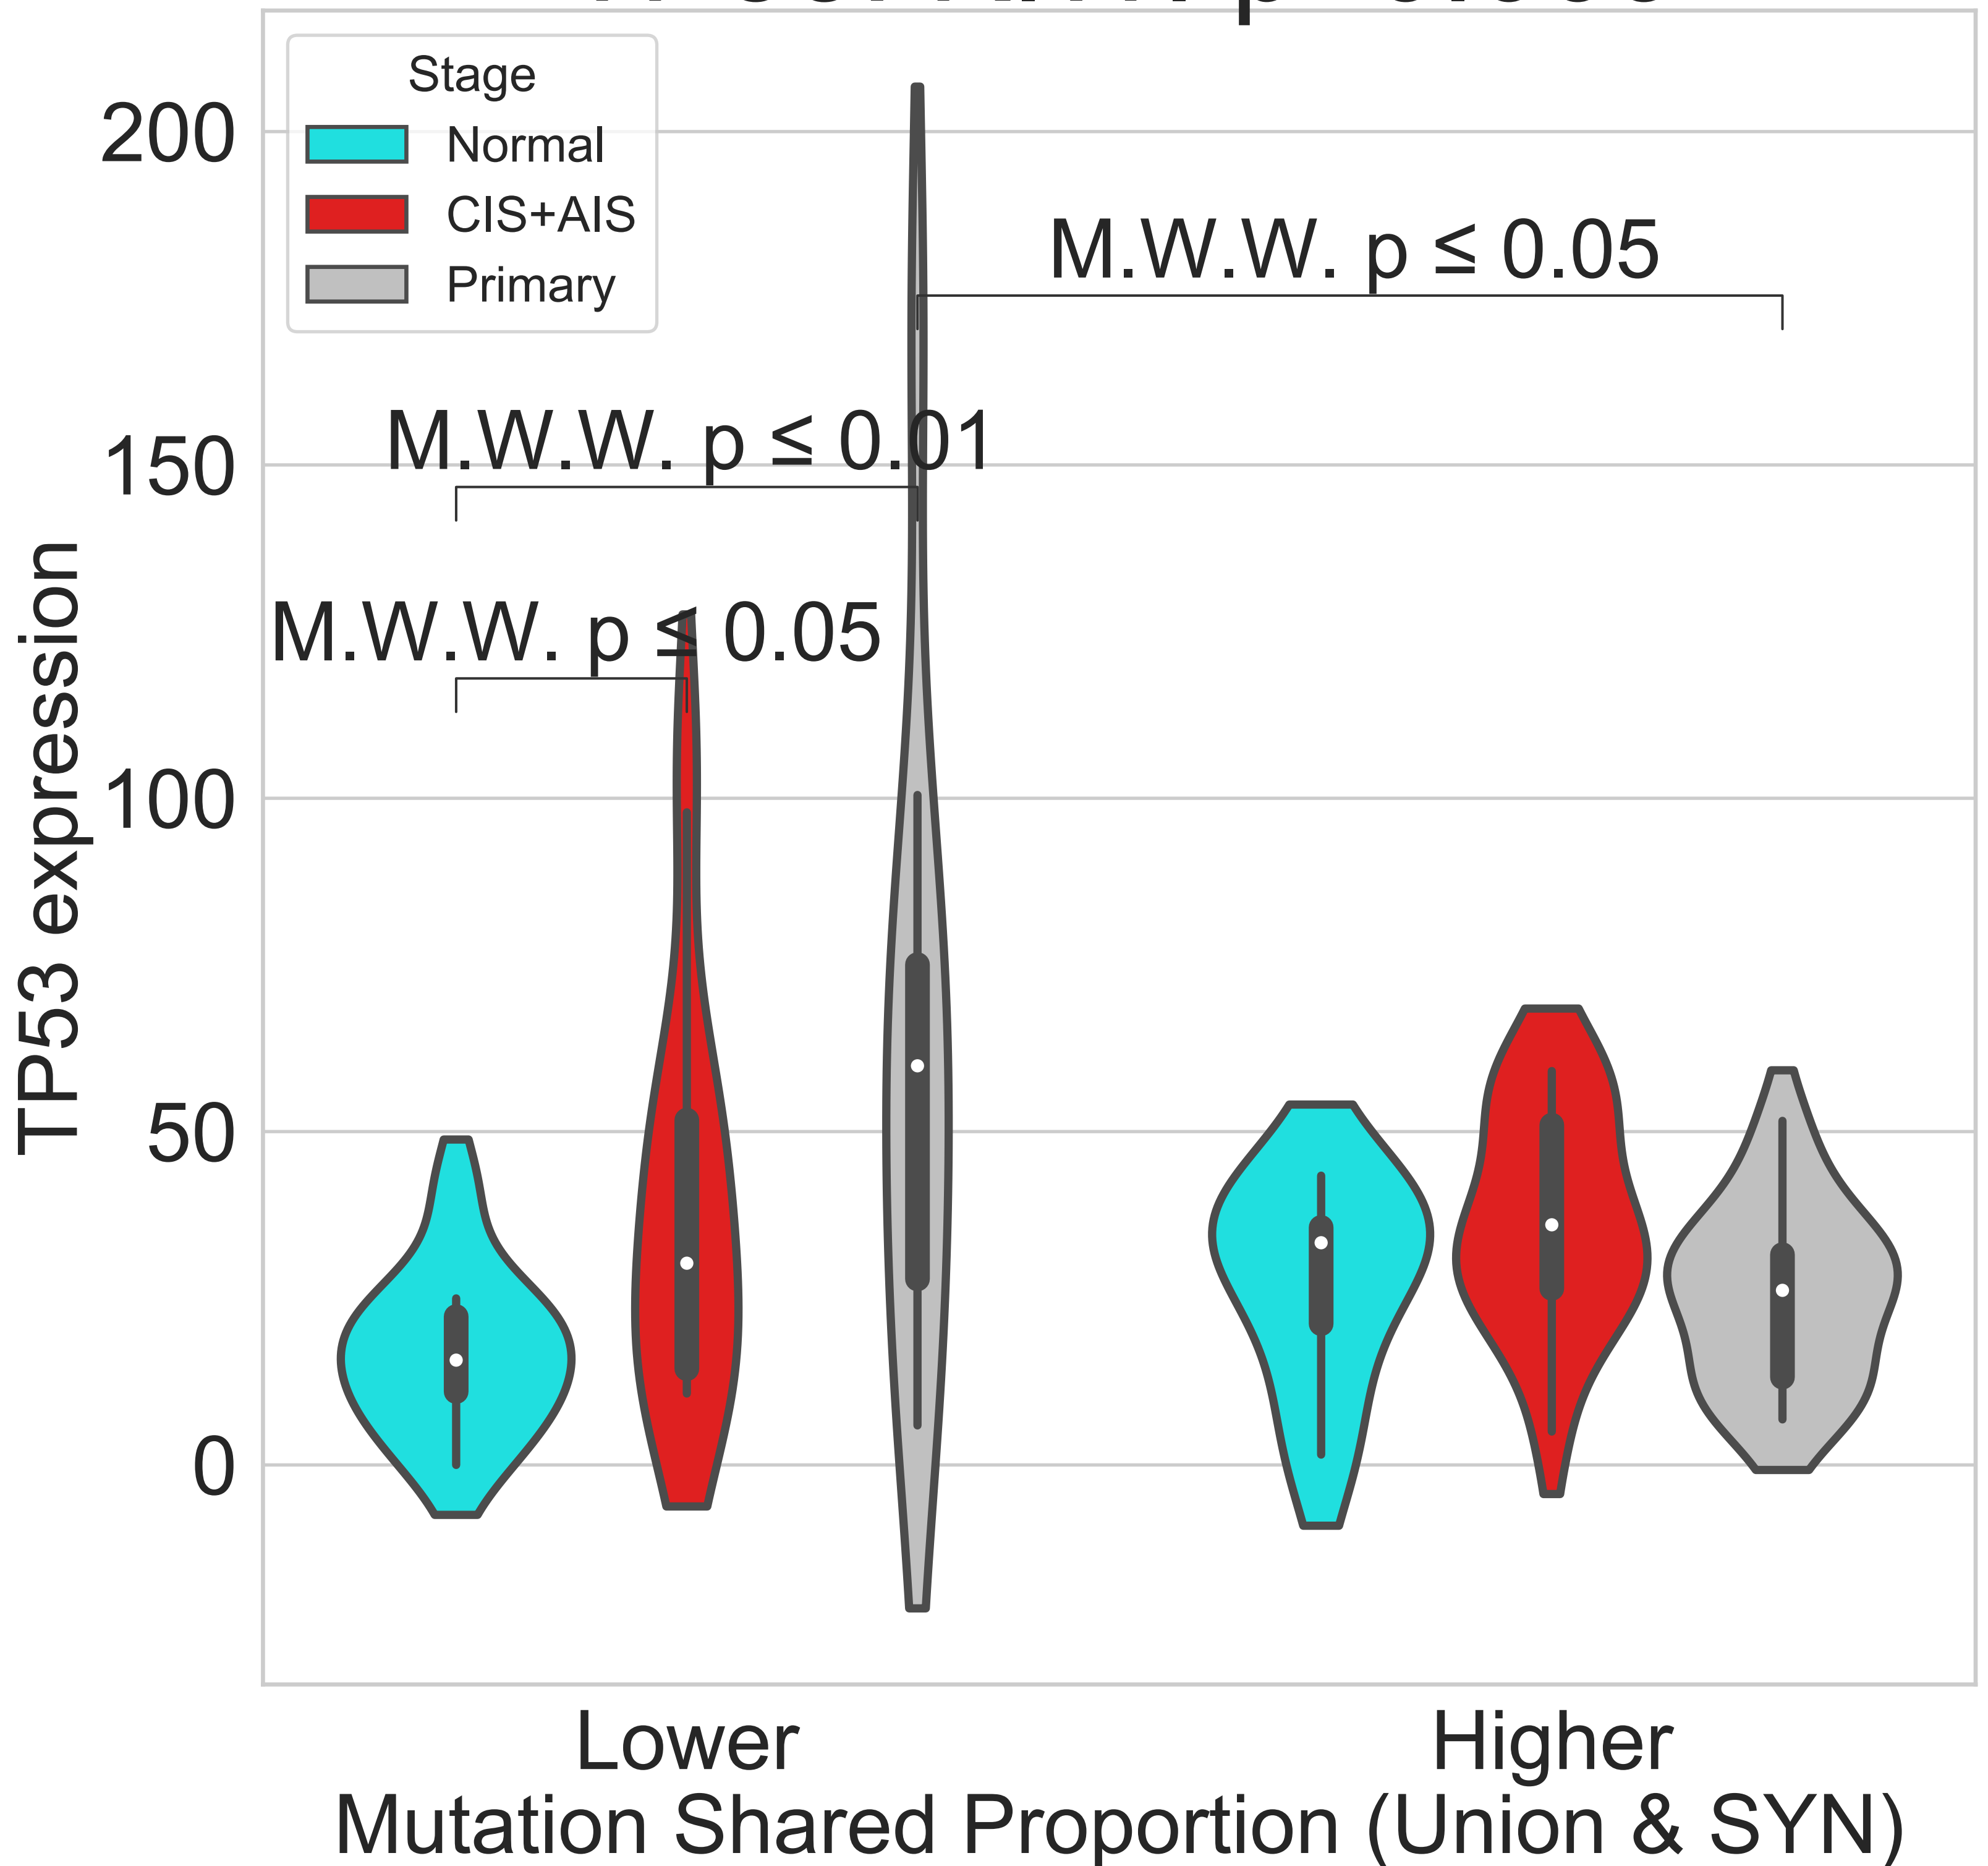 Stage
Normal
CIS+AIS
Primary
M.W.W. p ≤ 0.05
M.W.W. p ≤ 0.01
M.W.W. p ≤ 0.05
TP53 expression
200
150
100
50
0
Lower
Higher
Mutation Shared Proportion (Union & SYN)